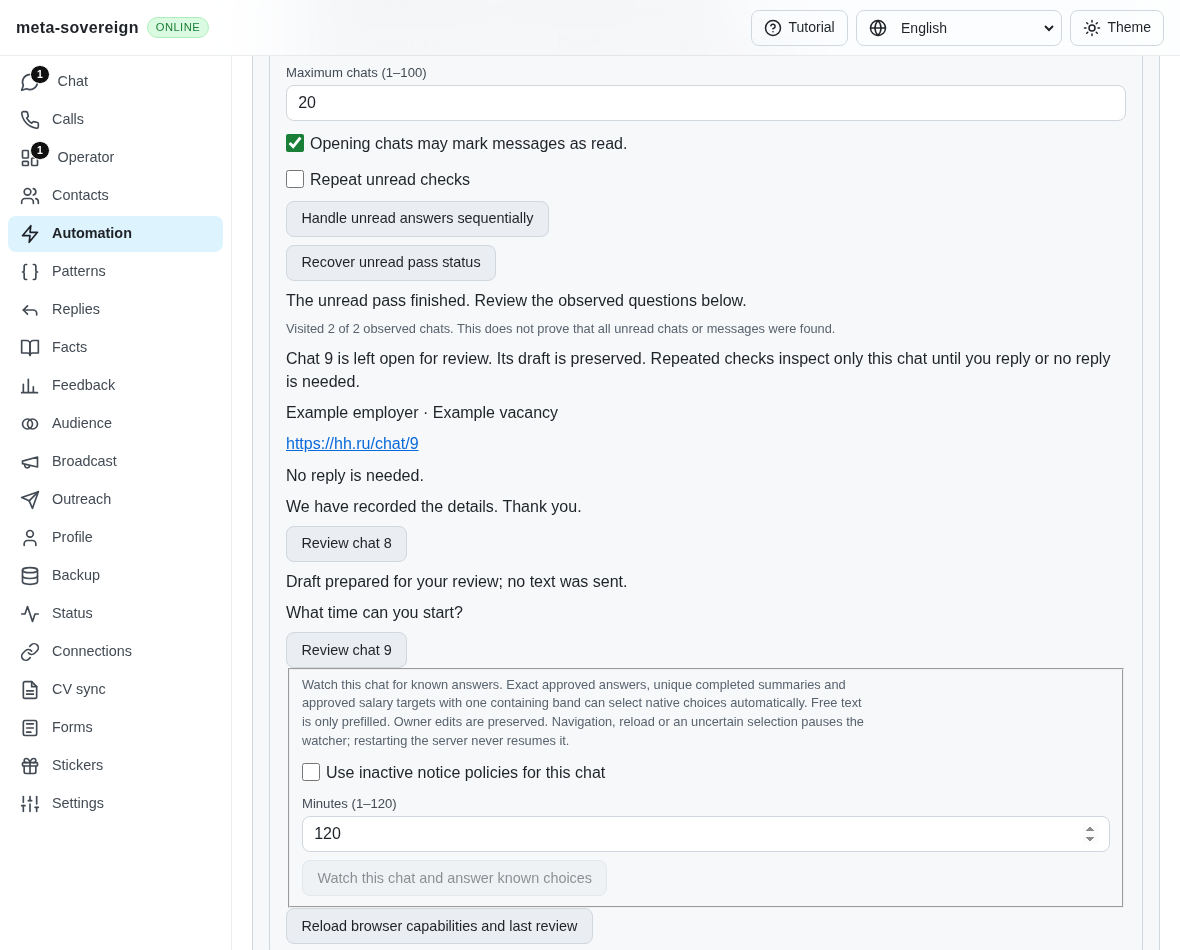 meta-sovereign
ONLINE
Tutorial
English
Theme
1
Chat
Calls
1
Operator
Contacts
Automation
Patterns
Replies
Facts
Feedback
Audience
Broadcast
Outreach
Profile
Backup
Status
Connections
CV sync
Forms
Stickers
Settings
Maximum chats (1–100)
20
Opening chats may mark messages as read.
Repeat unread checks
Handle unread answers sequentially
Recover unread pass status
The unread pass finished. Review the observed questions below.
Visited 2 of 2 observed chats. This does not prove that all unread chats or messages were found.
Chat 9 is left open for review. Its draft is preserved. Repeated checks inspect only this chat until you reply or no reply
is needed.
Example employer · Example vacancy
https://hh.ru/chat/9
No reply is needed.
We have recorded the details. Thank you.
Review chat 8
Draft prepared for your review; no text was sent.
What time can you start?
Review chat 9
Watch this chat for known answers. Exact approved answers, unique completed summaries and
approved salary targets with one containing band can select native choices automatically. Free text
is only prefilled. Owner edits are preserved. Navigation, reload or an uncertain selection pauses the
watcher; restarting the server never resumes it.
Use inactive notice policies for this chat
Minutes (1–120)
120
Watch this chat and answer known choices
Reload browser capabilities and last review